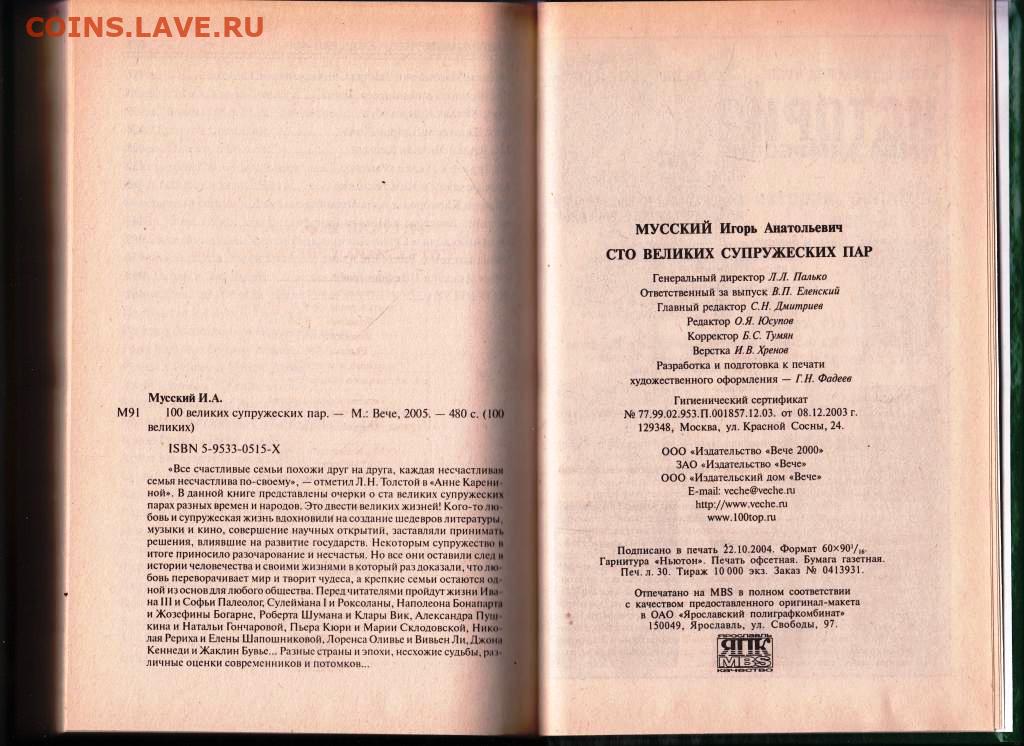 COINS.LAVE.RU
Мусский И.А.
М91 100 великих супружеских пар. — М.: Вече, 2005. — 480 с. (100
великих)
ISBN 5-9533-0515-X
«Все счастливые семьи похожи друг на друга, каждая несчастливая
семья несчастлива по-своему», — отметил Л.Н. Толстой в «Анне Карени-
ной». В данной книге представлены очерки о ста великих супружеских
парах разных времен и народов. Это двести великих жизней! Кого-то лю-
бовь и супружеская жизнь вдохновили на создание шедевров литературы,
музыки и кино, совершение научных открытий, заставляли принимать
решения, влиявшие на развитие государств. Некоторым супружество в
итоге приносило разочарование и несчастья. Но все они оставили след в
истории человечества и своими жизнями в который раз доказали, что лю-
бовь переворачивает мир и творит чудеса, а крепкие семьи остаются од-
ной из основ для любого общества. Перед читателями пройдут жизни Ива-
на III и Софьи Палеолог, Сулеймана I и Роксоланы, Наполеона Бонапарта
и Жозефины Богарне, Роберта Шумана и Клары Вик, Александра Пуш-
кина и Натальи Гончаровой, Пьера Кюри и Марии Склодовской, Нико-
лая Рериха и Елены Шапошниковой, Лоренса Оливье и Вивьен Ли, Джона
Кеннеди и Жаклин Бувье... Разные страны и эпохи, несхожие судьбы, раз-
личные оценки современников и потомков...
МУССКИЙ Игорь Анатольевич
СТО ВЕЛИКИХ СУПРУЖЕСКИХ ПАР
Генеральный директор Л.Л. Палько
Ответственный за выпуск В.П. Еленский
Главный редактор С.Н. Дмитриев
Редактор О.Я. Юсупов
Корректор Б.С. Тумян
Верстка И.В. Хренов
Разработка и подготовка к печати
художественного оформления — Г.Н. Фадеев
Гигиенический сертификат
№ 77.99.02.953.П.001857.12.03. от 08.12.2003 г.
129348, Москва, ул. Красной Сосны, 24.
ООО «Издательство «Вече 2000»
ЗАО «Издательство «Вече»
ООО «Издательский дом «Вече»
E-mail: veche@veche.ru
http://www.veche.ru
www.100top.ru
Подписано в печать 22.10.2004. Формат 60×90¹/₁₆.
Гарнитура «Ньютон». Печать офсетная. Бумага газетная.
Печ. л. 30. Тираж 10 000 экз. Заказ № 0413931.
Отпечатано на MBS в полном соответствии
с качеством предоставленного оригинал-макета
в ОАО «Ярославский полиграфкомбинат»
150049, Ярославль, ул. Свободы, 97.
ЯРОСЛАВЛЬ
ЯПК
MBS
КАЧЕСТВО